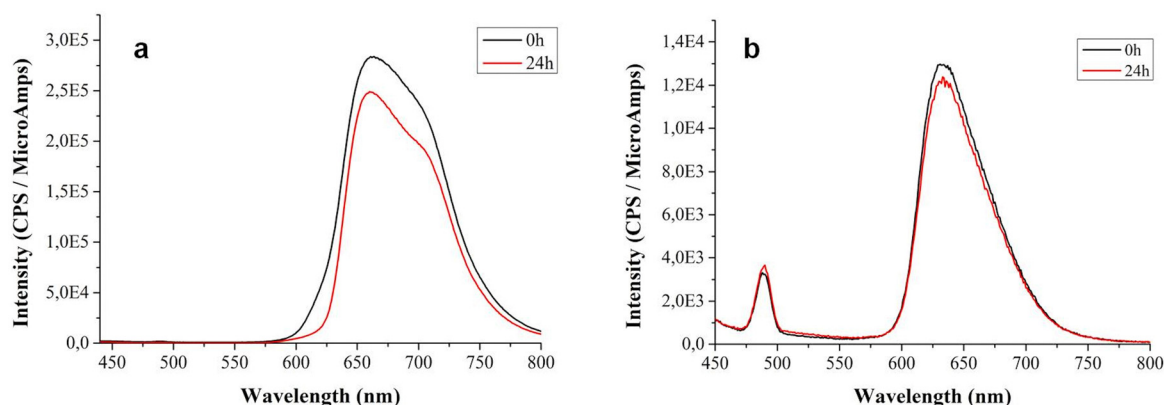 a
0h
24h
Intensity (CPS / MicroAmps)
3,0E5
2,5E5
2,0E5
1,5E5
1,0E5
5,0E4
0,0
450 500 550 600 650 700 750 800
Wavelength (nm)
b
0h
24h
Intensity (CPS / MicroAmps)
1,4E4
1,2E4
1,0E4
8,0E3
6,0E3
4,0E3
2,0E3
0,0
450 500 550 600 650 700 750 800
Wavelength (nm)